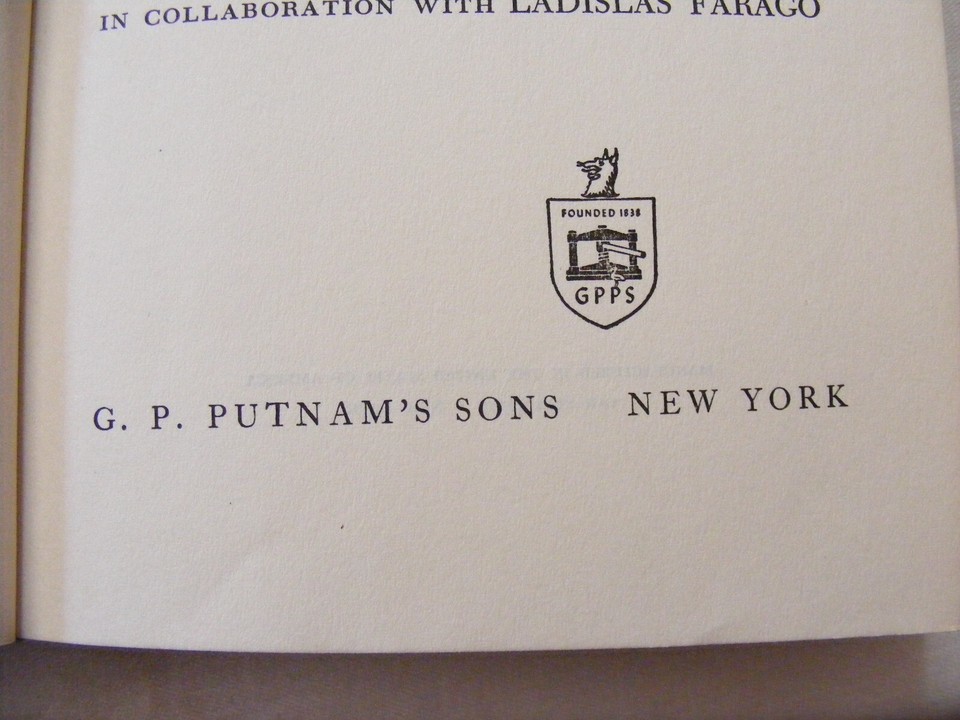 IN COLLABORATION WITH LADISLAS FARAGO
FOUNDED 1838
GPPS
G. P. PUTNAM'S SONS NEW YORK